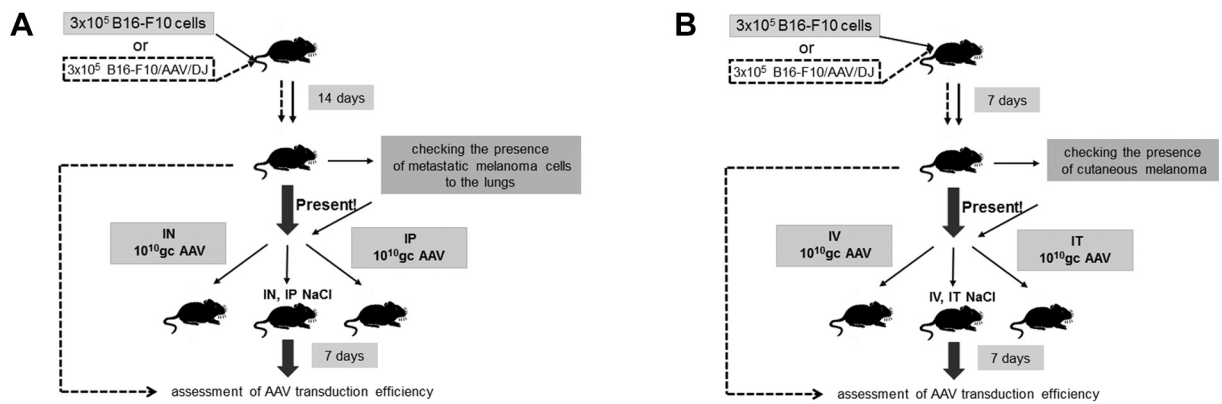 A
3x10⁵ B16-F10 cells
or
3x10⁵ B16-F10/AAV/DJ
14 days
checking the presence
of metastatic melanoma cells
to the lungs
Present!
IN
10¹⁰gc AAV
IP
10¹⁰gc AAV
IN, IP NaCl
7 days
assessment of AAV transduction efficiency
B
3x10⁵ B16-F10 cells
or
3x10⁵ B16-F10/AAV/DJ
7 days
checking the presence
of cutaneous melanoma
Present!
IV
10¹⁰gc AAV
IT
10¹⁰gc AAV
IV, IT NaCl
7 days
assessment of AAV transduction efficiency